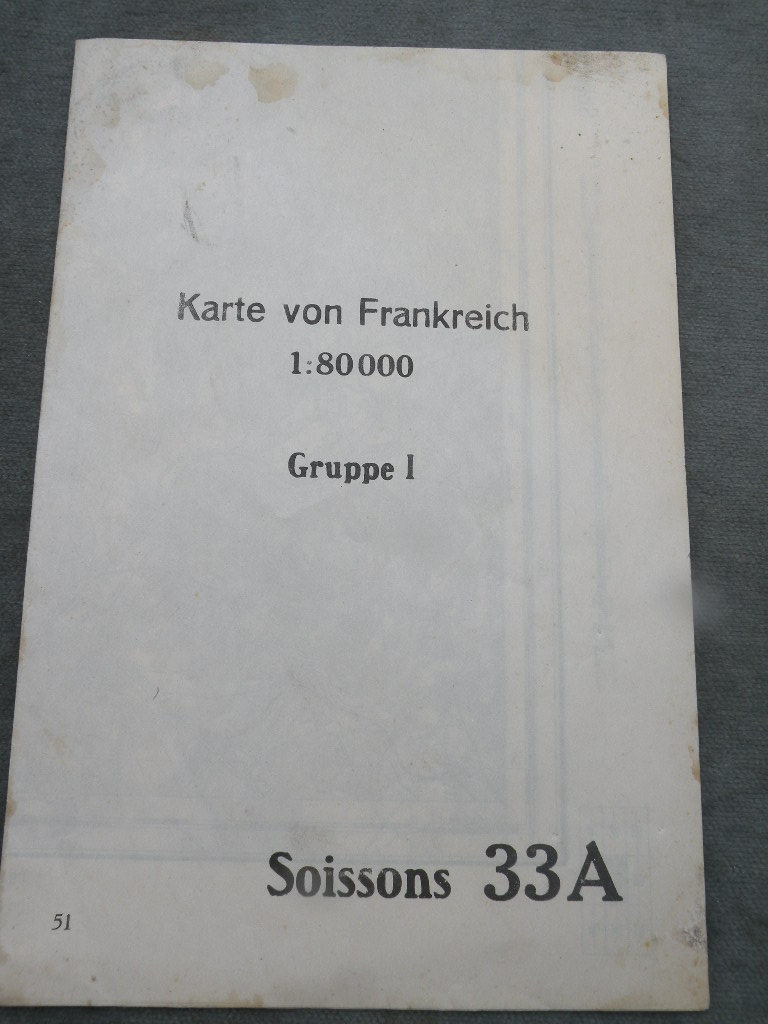 Karte von Frankreich
1:80000
Gruppe I
Soissons 33A
51